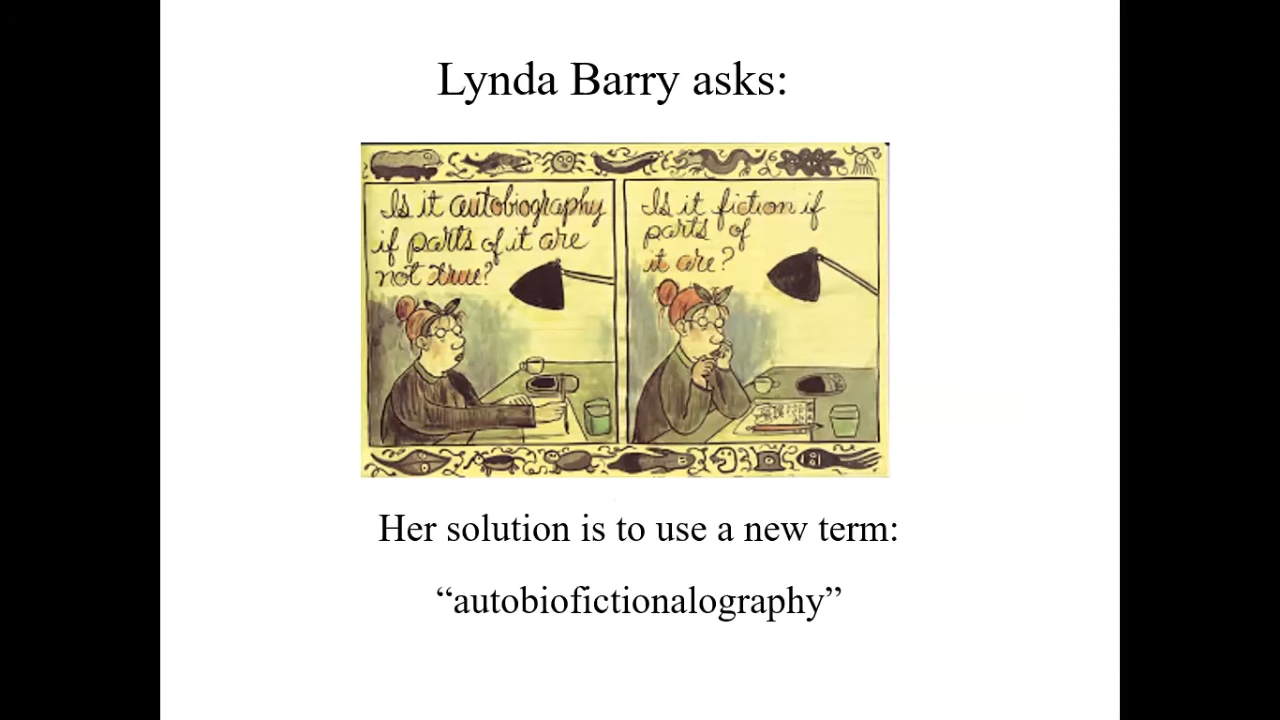 Lynda Barry asks:
Is it autobiography
if parts of it are
not true?
Is it fiction if
parts of
it are?
Her solution is to use a new term:
“autobiofictionalography”